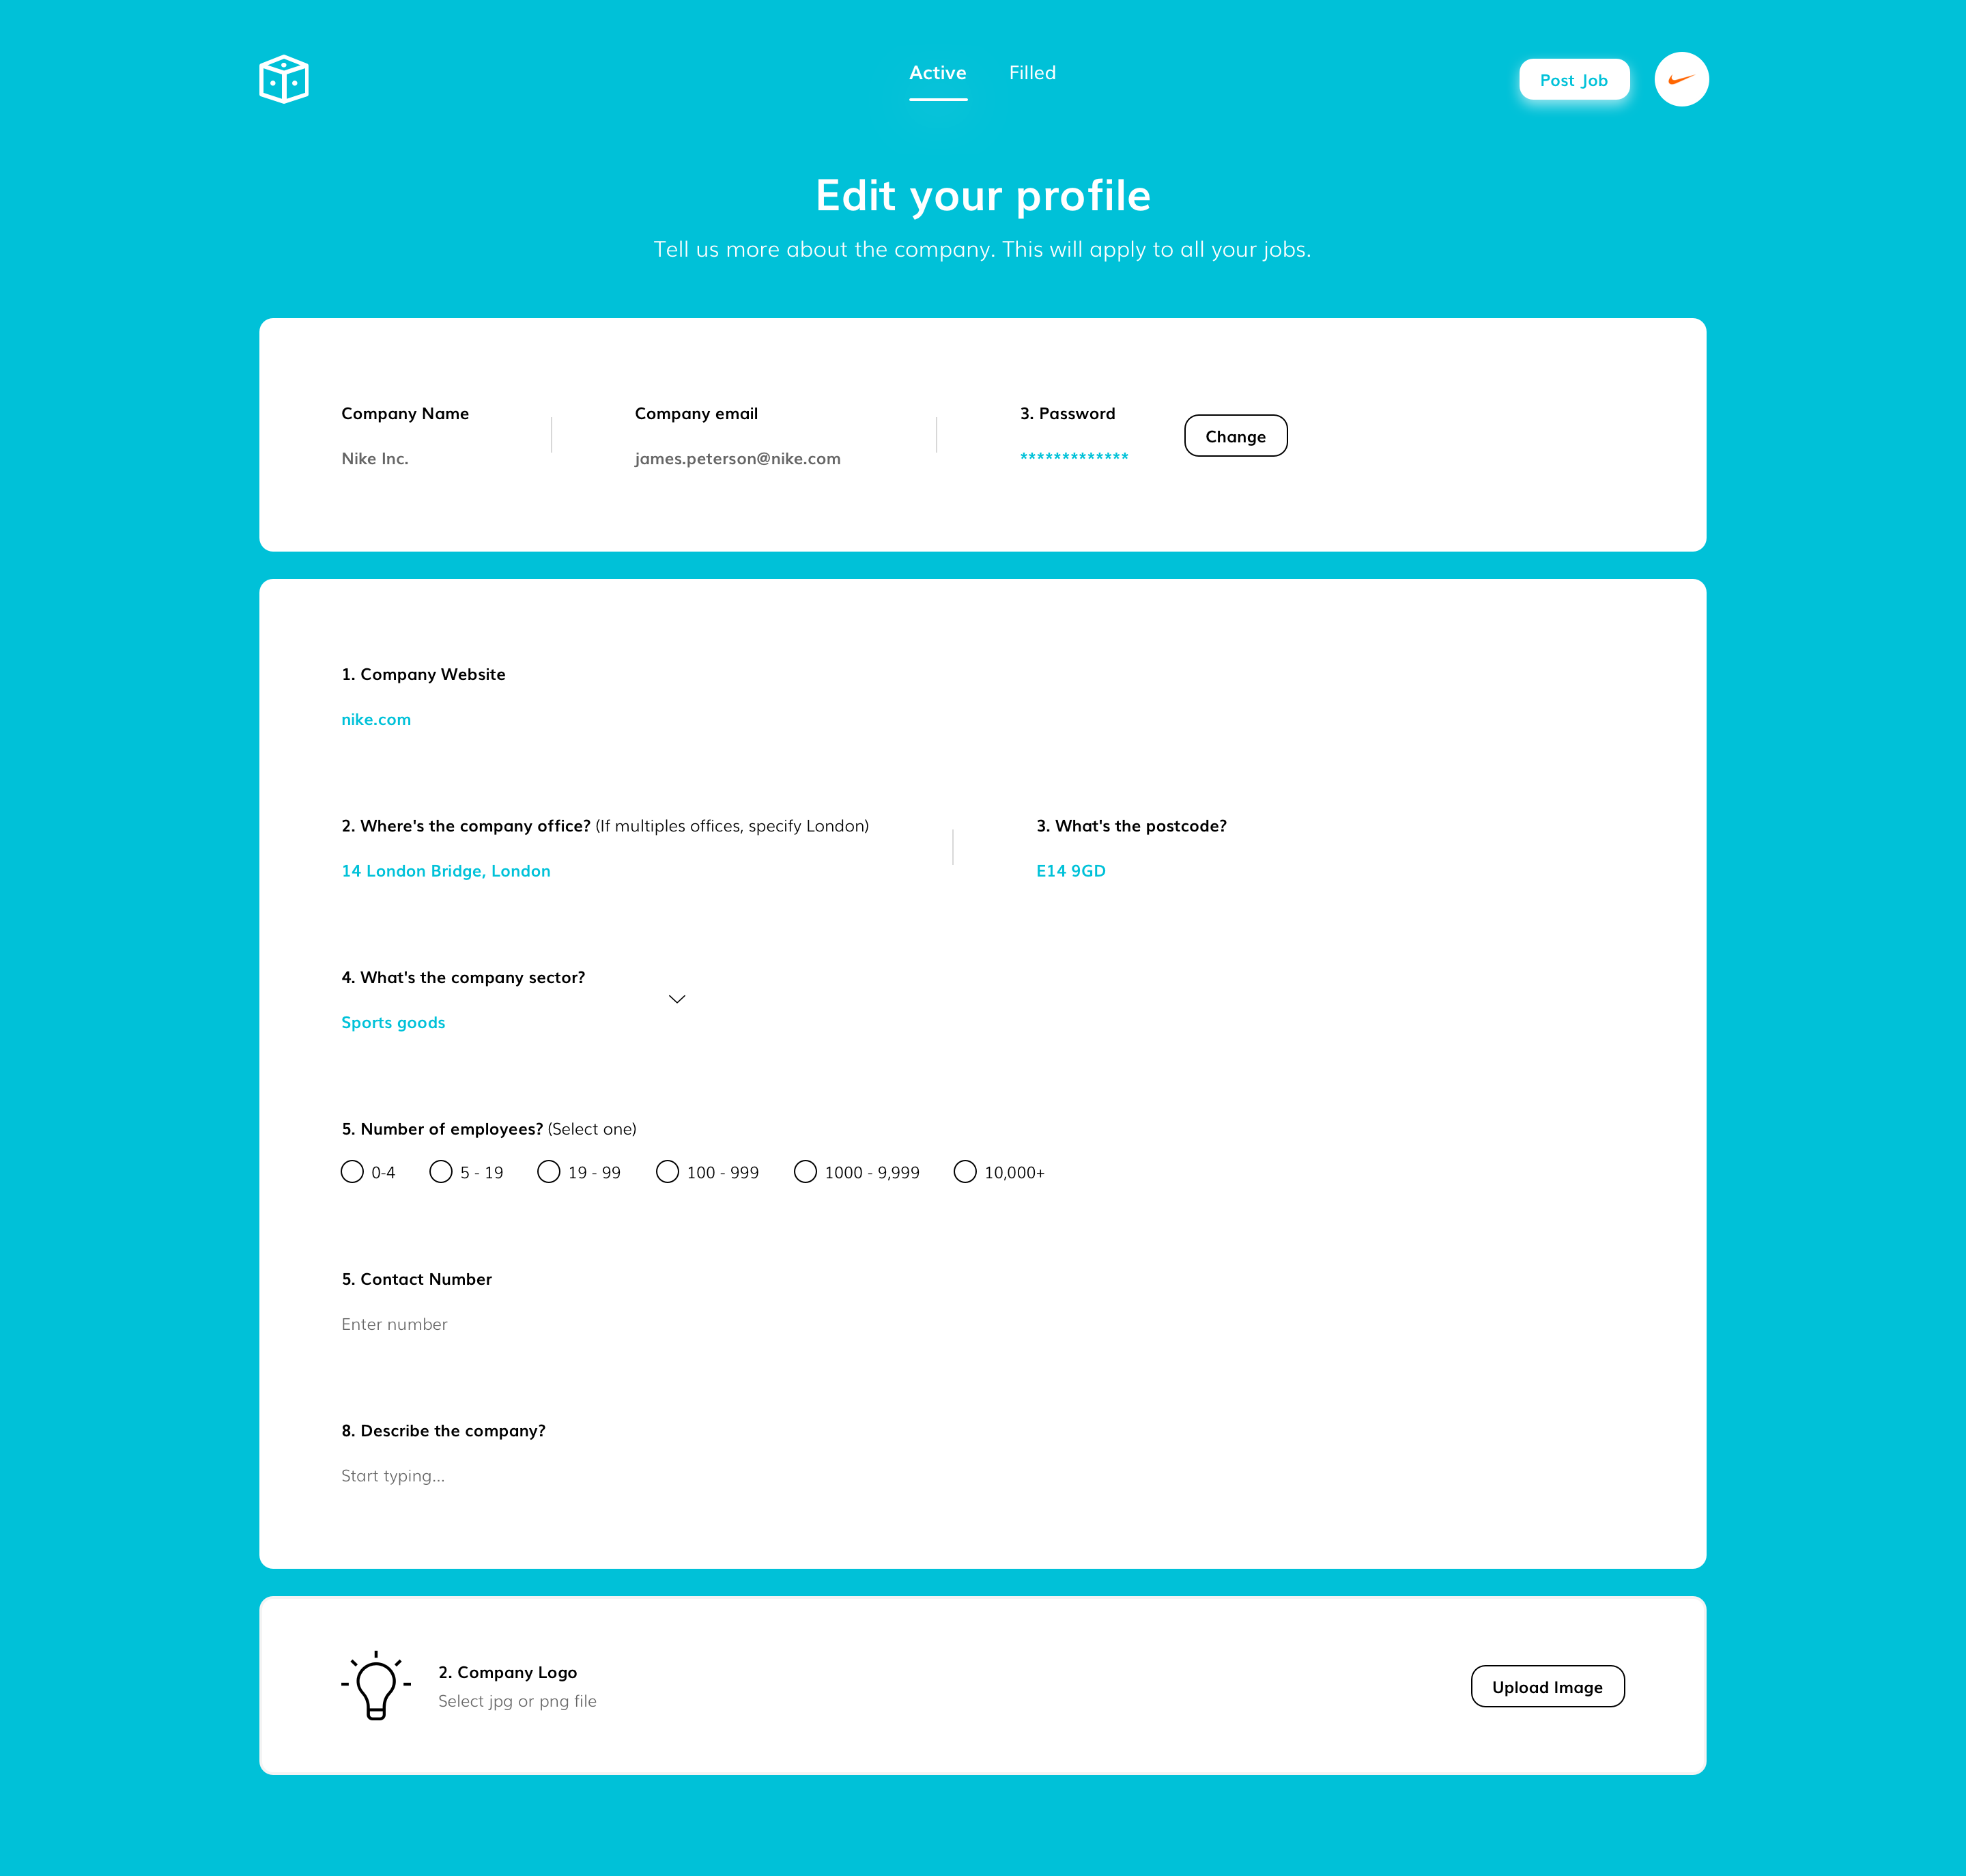 Active Filled Post Job
Edit your profile
Tell us more about the company. This will apply to all your jobs.
Company Name Company email 3. Password Change
Nike Inc. james.peterson@nike.com *************
1. Company Website
nike.com
2. Where's the company office? (If multiples offices, specify London) 3. What's the postcode?
14 London Bridge, London E14 9GD
4. What's the company sector?
Sports goods
5. Number of employees? (Select one)
0-4 5 - 19 19 - 99 100 - 999 1000 - 9,999 10,000+
5. Contact Number
Enter number
8. Describe the company?
Start typing...
2. Company Logo
Select jpg or png file
Upload Image